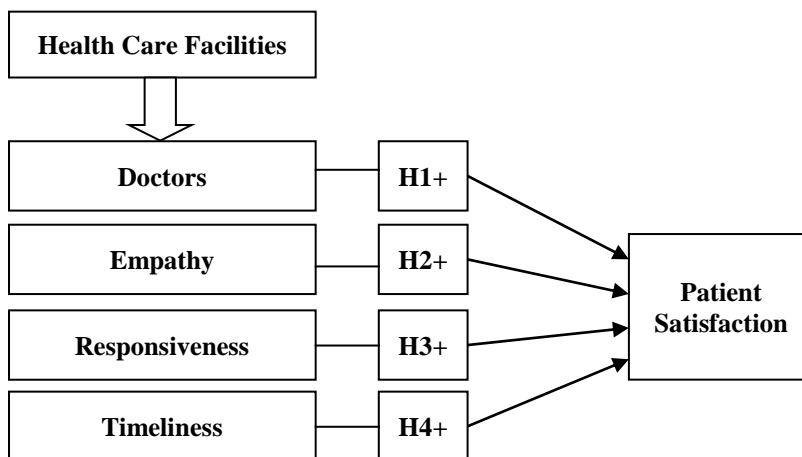 Health Care Facilities
Doctors
H1+
Empathy
H2+
Responsiveness
H3+
Timeliness
H4+
Patient
Satisfaction